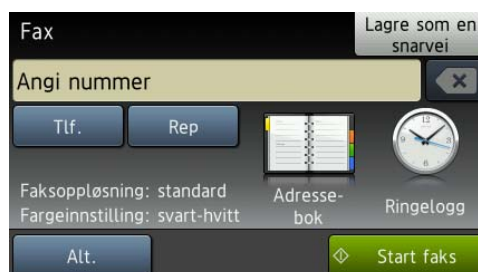 Fax
Lagre som en
snarvei
Angi nummer
Tlf.
Rep
Faksoppløsning: standard
Fargeinnstilling: svart-hvitt
Adresse-
bok
Ringelogg
Alt.
Start faks